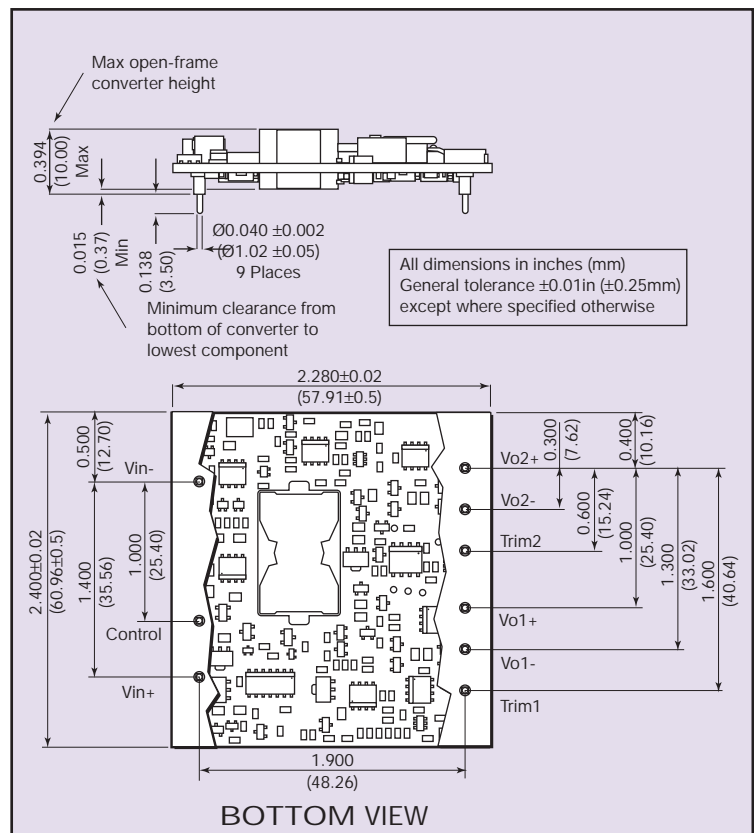 Max open-frame
converter height
0.394
(10.00)
Max
0.015
(0.37)
Min
0.138
(3.50)
Ø0.040 ±0.002
(Ø1.02 ±0.05)
9 Places
Minimum clearance from
bottom of converter to
lowest component
All dimensions in inches (mm)
General tolerance ±0.01in (±0.25mm)
except where specified otherwise
2.280±0.02
(57.91±0.5)
0.500
(12.70)
Vin-
1.000
(25.40)
1.400
(35.56)
2.400±0.02
(60.96±0.5)
Control
Vin+
0.300
(7.62)
0.400
(10.16)
Vo2+
Vo2-
0.600
(15.24)
Trim2
1.000
(25.40)
1.300
(33.02)
1.600
(40.64)
Vo1+
Vo1-
Trim1
1.900
(48.26)
BOTTOM VIEW